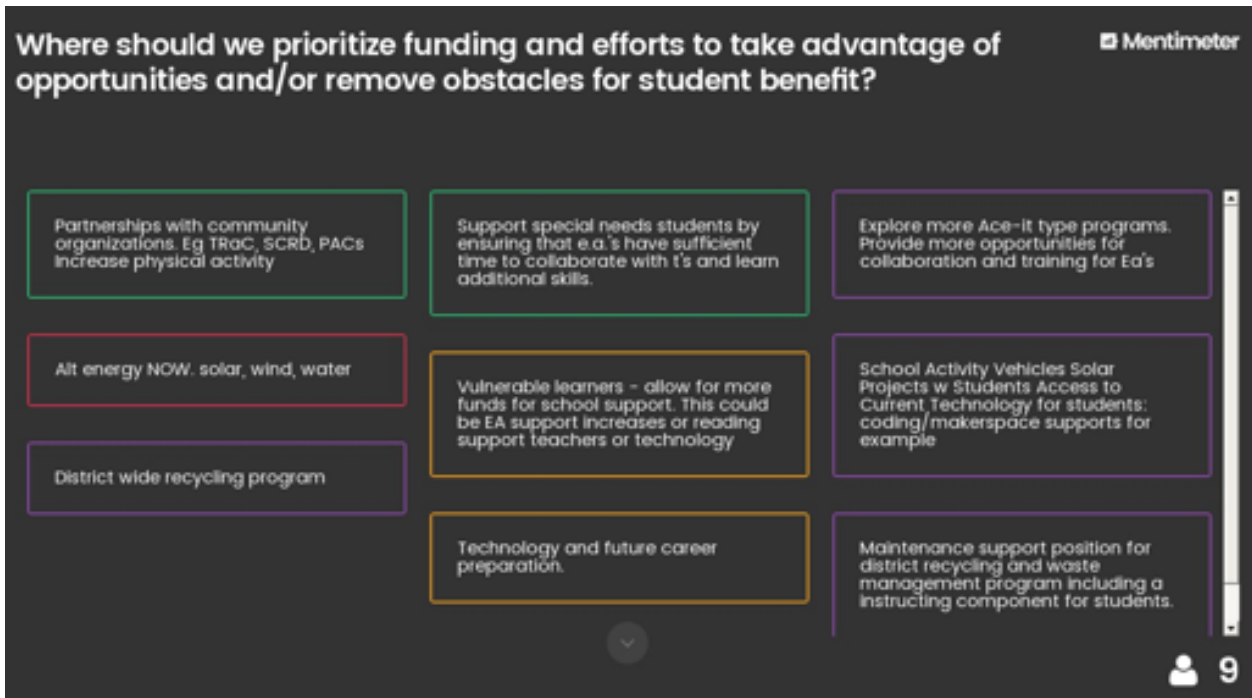 Where should we prioritize funding and efforts to take advantage of
opportunities and/or remove obstacles for student benefit?
Mentimeter
Partnerships with community
organizations. Eg TRaC, SCRD, PACs
Increase physical activity
Alt energy NOW. solar, wind, water
District wide recycling program
Support special needs students by
ensuring that e.a.'s have sufficient
time to collaborate with t's and learn
additional skills.
Vulnerable learners - allow for more
funds for school support. This could
be EA support increases or reading
support teachers or technology
Technology and future career
preparation.
Explore more Ace-it type programs.
Provide more opportunities for
collaboration and training for Ea's
School Activity Vehicles Solar
Projects w Students Access to
Current Technology for students:
coding/makerspace supports for
example
Maintenance support position for
district recycling and waste
management program including a
instructing component for students.
9